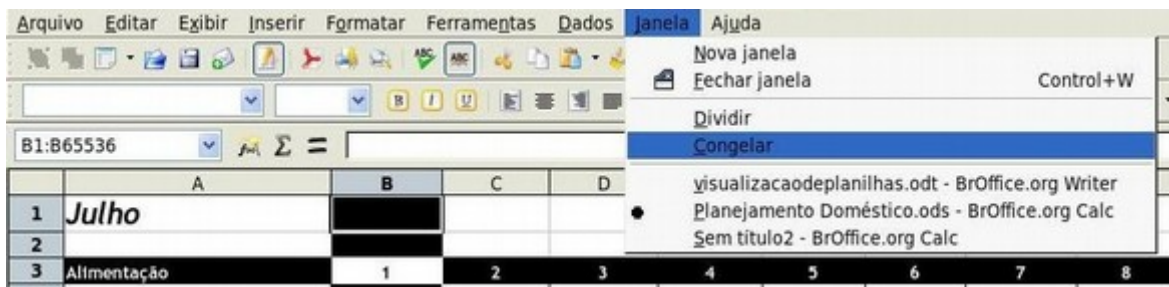 Arquivo Editar Exibir Inserir Formatar Ferramentas Dados Janela Ajuda
Nova janela
Fechar janela Control+W
Dividir
Congelar
visualizacaodeplanilhas.odt - BrOffice.org Writer
Planejamento Doméstico.ods - BrOffice.org Calc
Sem título2 - BrOffice.org Calc
ABC ABC
B I U
B1:B65536 f(x) Σ =
A B C D
1 Julho
2
3 Alimentação 1 2 3 4 5 6 7 8